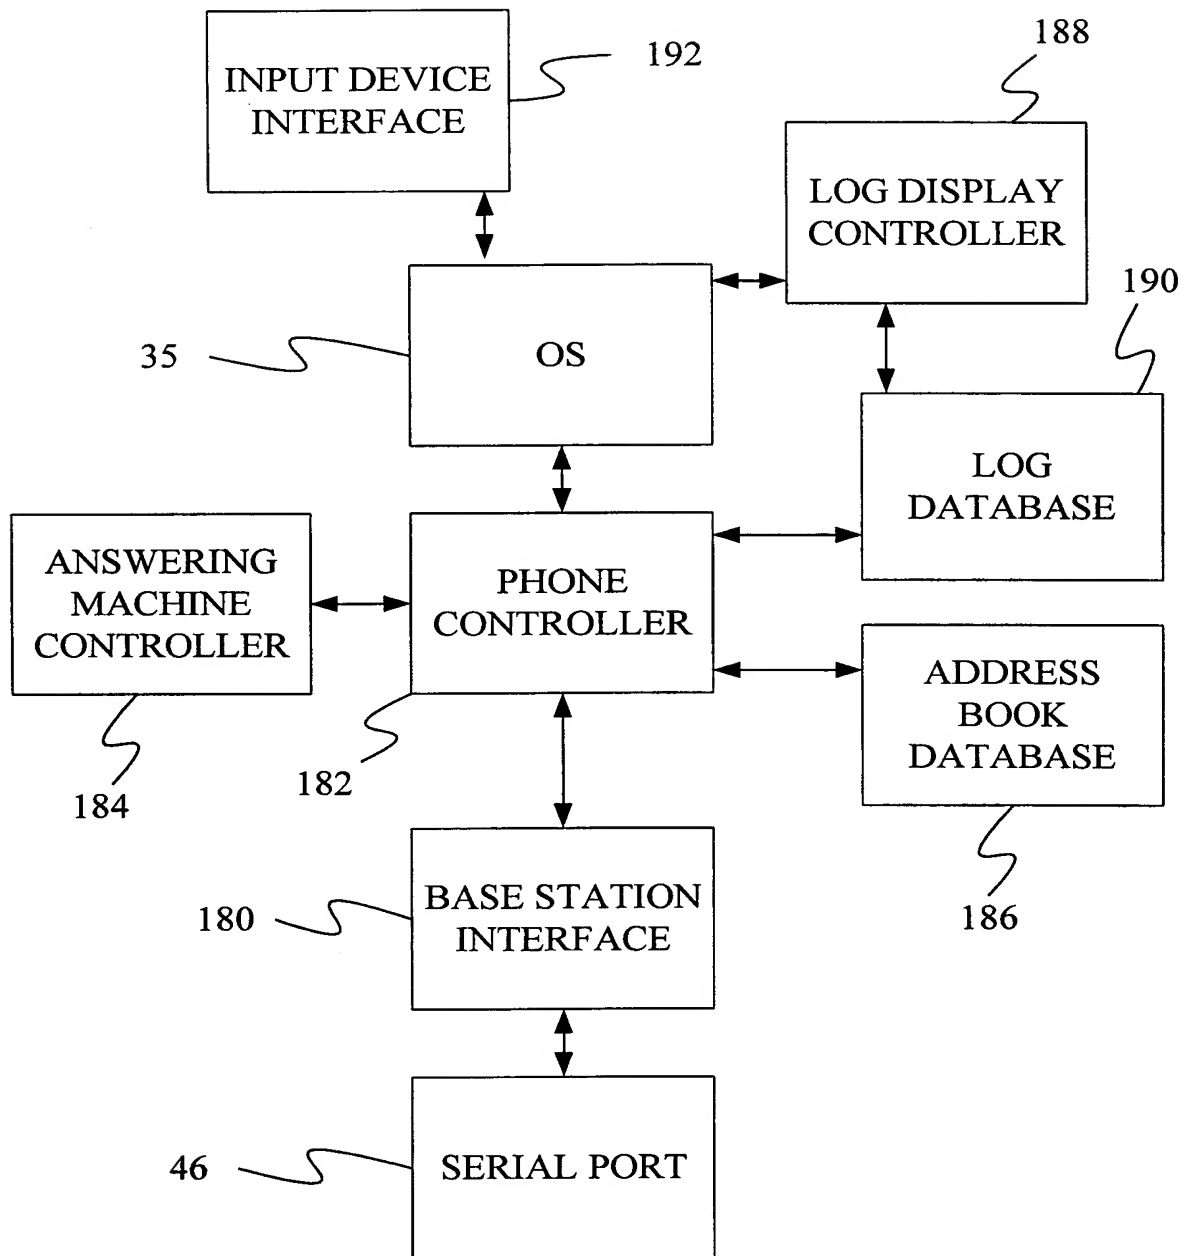 192
188
INPUT DEVICE
INTERFACE
LOG DISPLAY
CONTROLLER
190
35
OS
LOG
DATABASE
ANSWERING
MACHINE
CONTROLLER
PHONE
CONTROLLER
ADDRESS
BOOK
DATABASE
184
182
186
180
BASE STATION
INTERFACE
46
SERIAL PORT